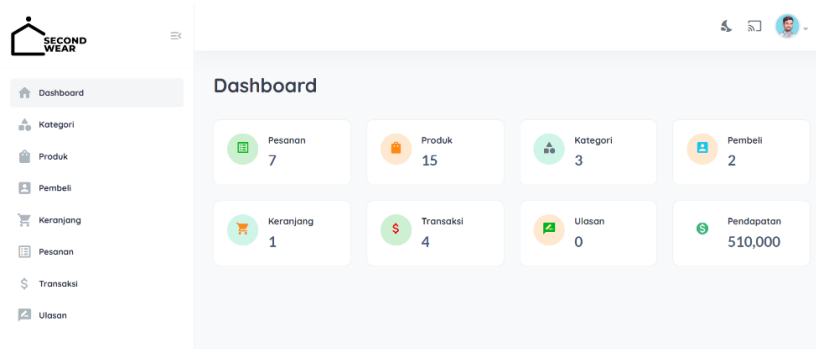 SECOND
WEAR
Dashboard
Kategori
Produk
Pembeli
Keranjang
Pesanan
Transaksi
Ulasan
Dashboard
Pesanan
7
Produk
15
Kategori
3
Pembeli
2
Keranjang
1
Transaksi
4
Ulasan
0
Pendapatan
510,000